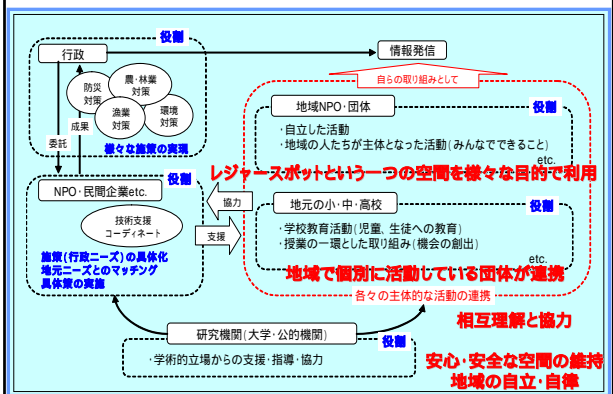 役割
行政
情報発信
農・林業
対策
防災
対策
漁業
対策
環境
対策
成果
委託
様々な施策の実現
自らの取り組みとして
地域NPO・団体
役割
・自立した活動
・地域の人たちが主体となった活動(みんなでできること)
etc.
レジャースポットという一つの空間を様々な目的で利用
NPO・民間企業etc.
役割
技術支援
コーディネート
施策(行政ニーズ)の具体化
地元ニーズとのマッチング
具体策の実施
協力
支援
地元の小・中・高校
役割
・学校教育活動(児童、生徒への教育)
・授業の一環とした取り組み(機会の創出)
etc.
地域で個別に活動している団体が連携
各々の主体的な活動の連携
相互理解と協力
研究機関(大学・公的機関)
役割
・学術的立場からの支援・指導・協力
安心・安全な空間の維持
地域の自立・自律